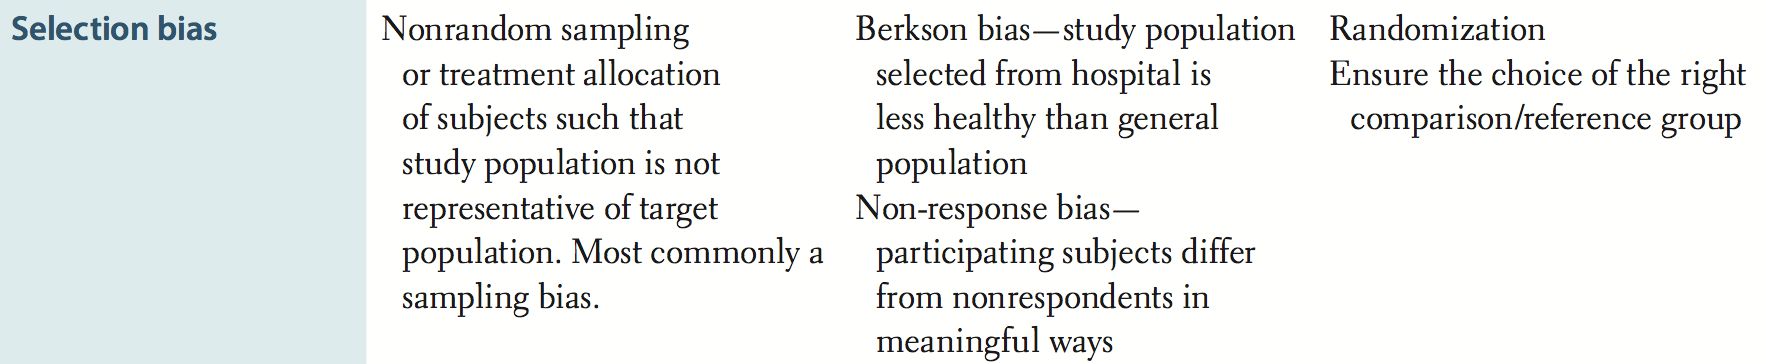 Selection bias
Nonrandom sampling
or treatment allocation
of subjects such that
study population is not
representative of target
population. Most commonly a
sampling bias.
Berkson bias—study population
selected from hospital is
less healthy than general
population
Non-response bias—
participating subjects differ
from nonrespondents in
meaningful ways
Randomization
Ensure the choice of the right
comparison/reference group